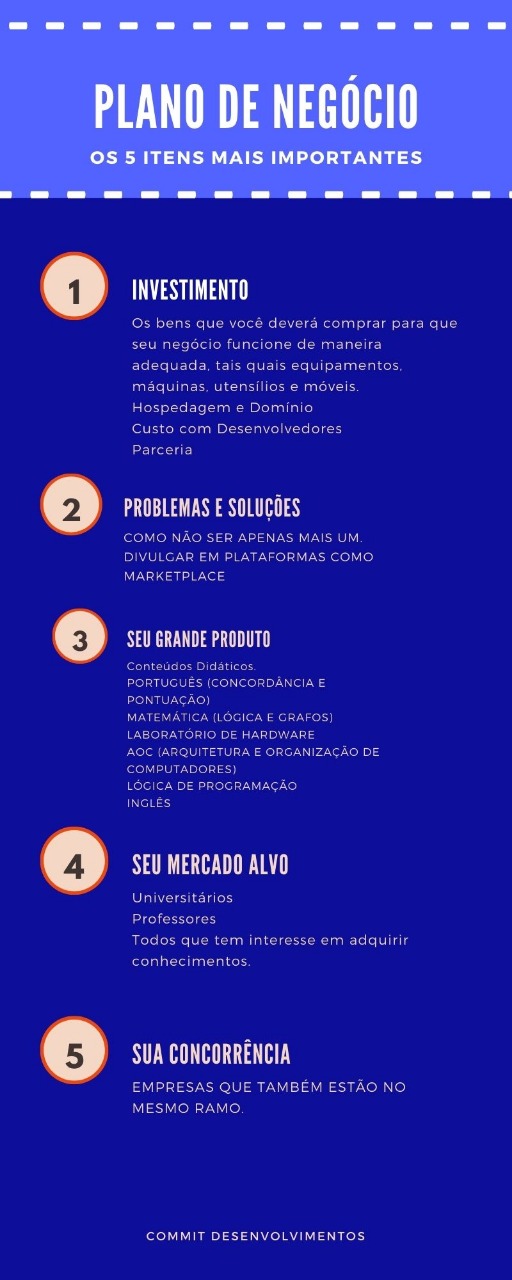 PLANO DE NEGÓCIO
OS 5 ITENS MAIS IMPORTANTES
1
INVESTIMENTO
Os bens que você deverá comprar para que
seu negócio funcione de maneira
adequada, tais quais equipamentos,
máquinas, utensílios e móveis.
Hospedagem e Domínio
Custo com Desenvolvedores
Parceria
2
PROBLEMAS E SOLUÇÕES
COMO NÃO SER APENAS MAIS UM.
DIVULGAR EM PLATAFORMAS COMO
MARKETPLACE
3
SEU GRANDE PRODUTO
Conteúdos Didáticos.
PORTUGUÊS (CONCORDÂNCIA E
PONTUAÇÃO)
MATEMÁTICA (LÓGICA E GRAFOS)
LABORATÓRIO DE HARDWARE
AOC (ARQUITETURA E ORGANIZAÇÃO DE
COMPUTADORES)
LÓGICA DE PROGRAMAÇÃO
INGLÊS
4
SEU MERCADO ALVO
Universitários
Professores
Todos que tem interesse em adquirir
conhecimentos.
5
SUA CONCORRÊNCIA
EMPRESAS QUE TAMBÉM ESTÃO NO
MESMO RAMO.
COMMIT DESENVOLVIMENTOS